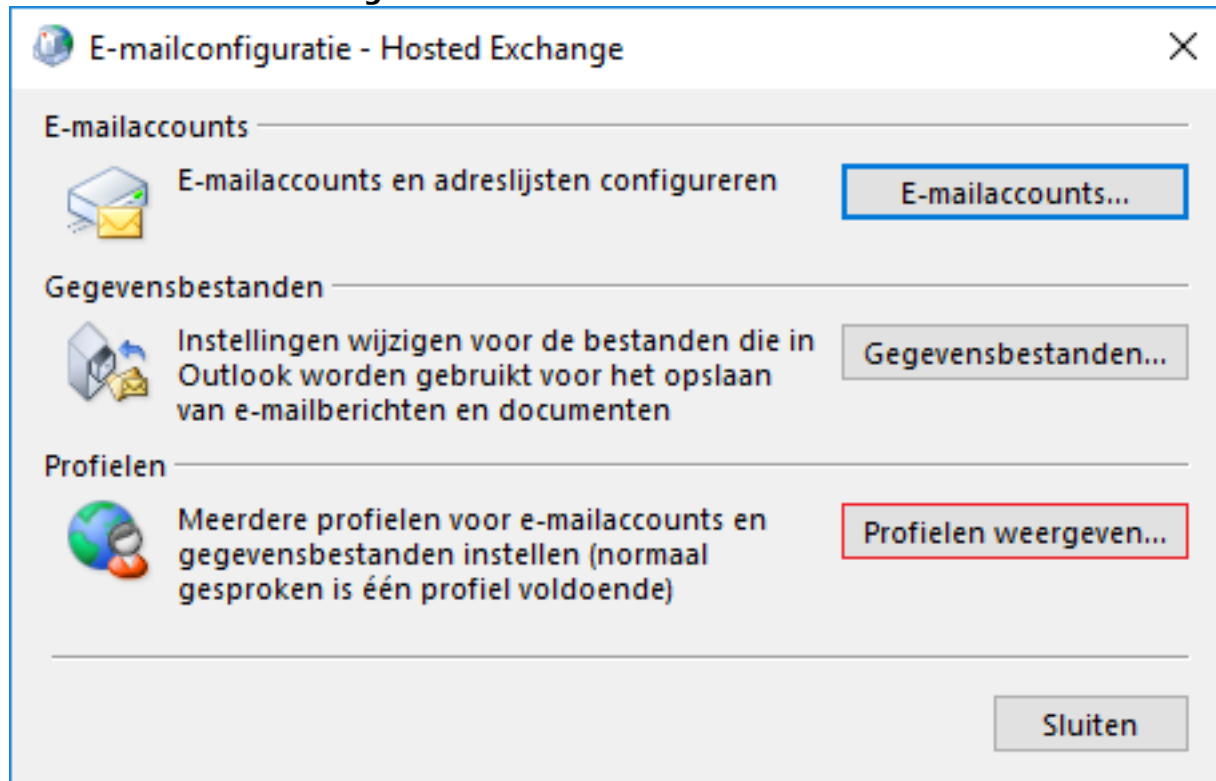 E-mailconfiguratie - Hosted Exchange
E-mailaccounts
E-mailaccounts en adreslijsten configureren
E-mailaccounts...
Gegevensbestanden
Instellingen wijzigen voor de bestanden die in
Outlook worden gebruikt voor het opslaan
van e-mailberichten en documenten
Gegevensbestanden...
Profielen
Meerdere profielen voor e-mailaccounts en
gegevensbestanden instellen (normaal
gesproken is één profiel voldoende)
Profielen weergeven...
Sluiten